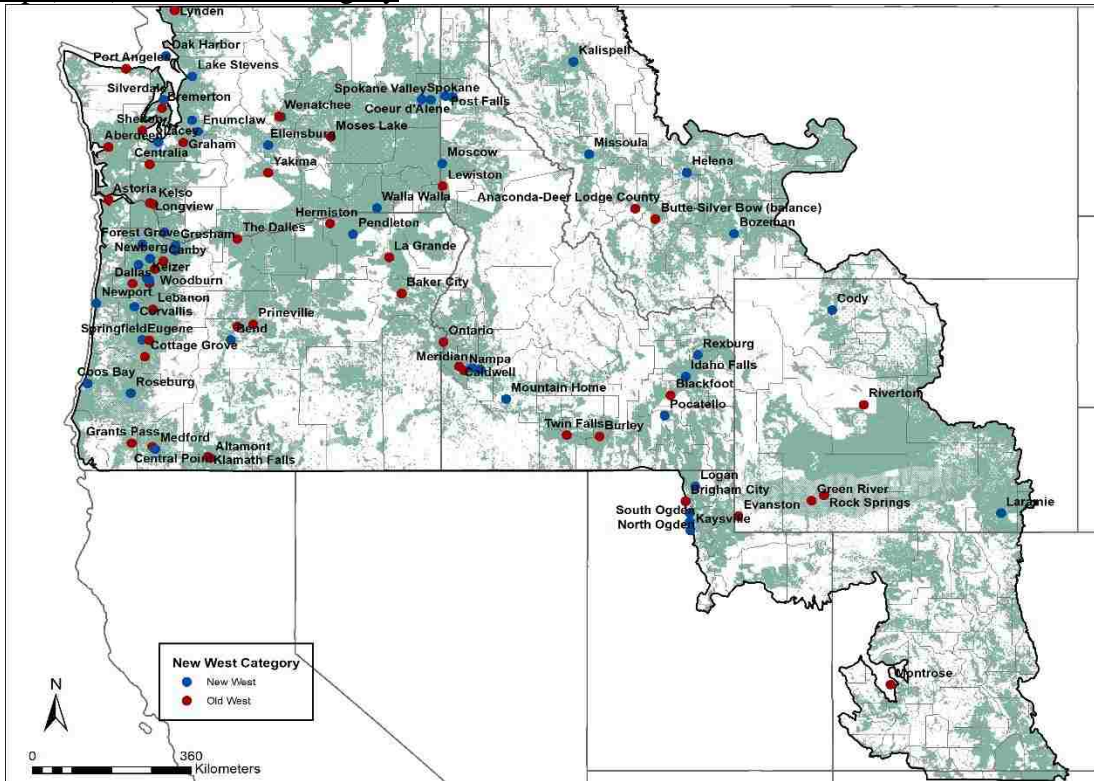 Lynden
Oak Harbor
Port Angeles
Lake Stevens
Kalispell
Silverdale
Bremerton
Spokane Valley
Spokane
Coeur d'Alene
Post Falls
Wenatchee
Enumclaw
Moses Lake
Ellensburg
Aberdeen
Graham
Centralia
Missoula
Yakima
Moscow
Helena
Lewiston
Astoria
Kelso
Longview
Walla Walla
Anaconda-Deer Lodge County
Hermiston
Butte-Silver Bow (balance)
Pendleton
Bozeman
The Dalles
Forest Grove
Gresham
Newberg
Canby
La Grande
Keizer
Dallas
Woodburn
Baker City
Newport
Lebanon
Cody
Corvallis
Prineville
Springfield
Eugene
Bend
Cottage Grove
Ontario
Rexburg
Meridian
Nampa
Caldwell
Idaho Falls
Coos Bay
Roseburg
Mountain Home
Blackfoot
Riverton
Pocatello
Twin Falls
Burley
Grants Pass
Medford
Altamont
Central Point
Klamath Falls
Logan
Brigham City
Green River
Rock Springs
South Ogden
Evanston
Laramie
North Ogden
Kaysville
New West Category
New West
Old West
Montrose
N
0 360
Kilometers